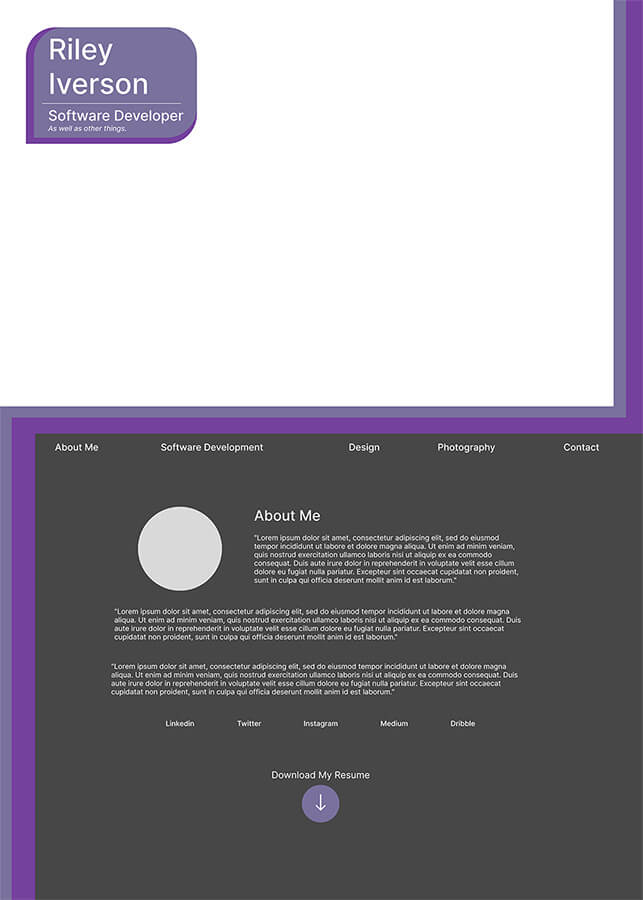 Riley
Iverson
Software Developer
As well as other things.
About Me
Software Development
Design
Photography
Contact
About Me
"Lorem ipsum dolor sit amet, consectetur adipiscing elit, sed do eiusmod
tempor incididunt ut labore et dolore magna aliqua. Ut enim ad minim veniam,
quis nostrud exercitation ullamco laboris nisi ut aliquip ex ea commodo
consequat. Duis aute irure dolor in reprehenderit in voluptate velit esse cillum
dolore eu fugiat nulla pariatur. Excepteur sint occaecat cupidatat non proident,
sunt in culpa qui officia deserunt mollit anim id est laborum."
"Lorem ipsum dolor sit amet, consectetur adipiscing elit, sed do eiusmod tempor incididunt ut labore et dolore magna
aliqua. Ut enim ad minim veniam, quis nostrud exercitation ullamco laboris nisi ut aliquip ex ea commodo consequat. Duis
aute irure dolor in reprehenderit in voluptate velit esse cillum dolore eu fugiat nulla pariatur. Excepteur sint occaecat
cupidatat non proident, sunt in culpa qui officia deserunt mollit anim id est laborum."
"Lorem ipsum dolor sit amet, consectetur adipiscing elit, sed do eiusmod tempor incididunt ut labore et dolore magna
aliqua. Ut enim ad minim veniam, quis nostrud exercitation ullamco laboris nisi ut aliquip ex ea commodo consequat. Duis
aute irure dolor in reprehenderit in voluptate velit esse cillum dolore eu fugiat nulla pariatur. Excepteur sint occaecat
cupidatat non proident, sunt in culpa qui officia deserunt mollit anim id est laborum."
Linkedin
Twitter
Instagram
Medium
Dribble
Download My Resume